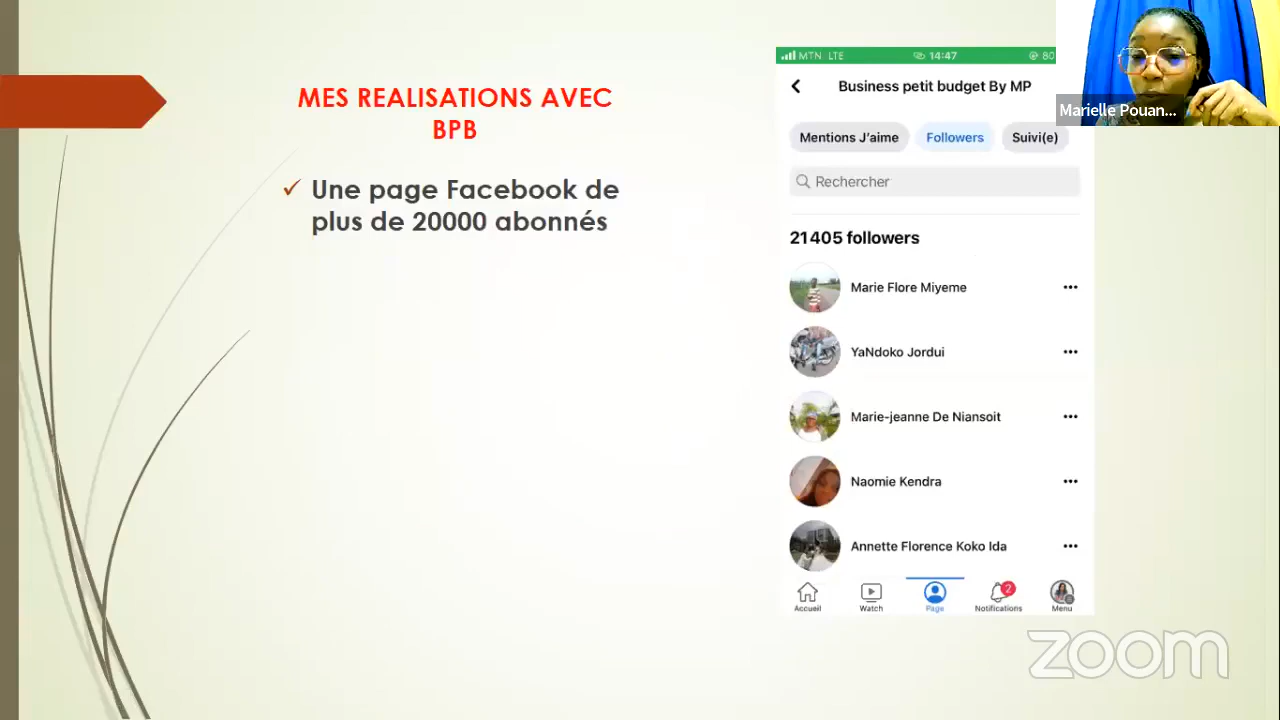 MES REALISATIONS AVEC
BPB
Une page Facebook de
plus de 20000 abonnés
MTN LTE
14:47
80
Business petit budget By MP
Mentions J'aime
Followers
Suivi(e)
Rechercher
21405 followers
Marie Flore Miyeme
YaNdoko Jordui
Marie-jeanne De Niansoit
Naomie Kendra
Annette Florence Koko Ida
Accueil
Watch
Page
2
Notifications
Menu
Marielle Pouan...
zoom